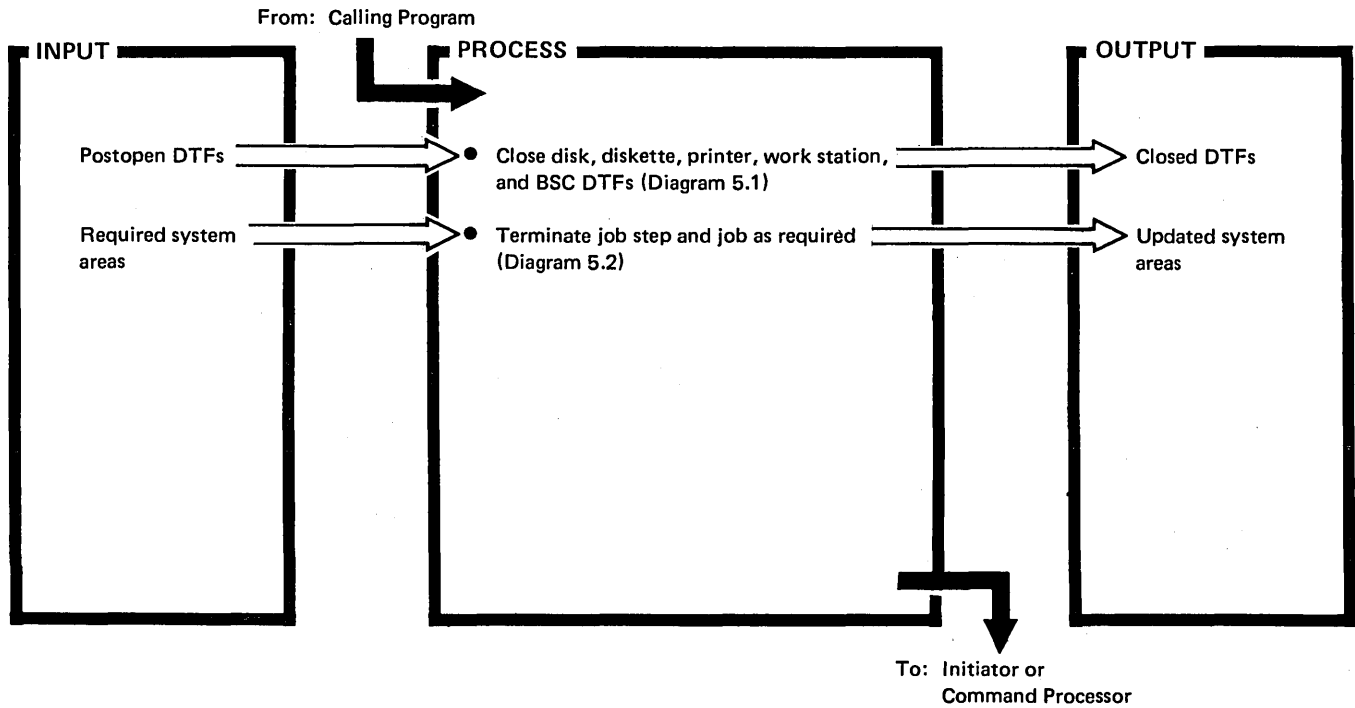 From: Calling Program
INPUT
PROCESS
OUTPUT
Postopen DTFs
● Close disk, diskette, printer, work station,
and BSC DTFs (Diagram 5.1)
Closed DTFs
Required system
areas
● Terminate job step and job as required
(Diagram 5.2)
Updated system
areas
To: Initiator or
Command Processor